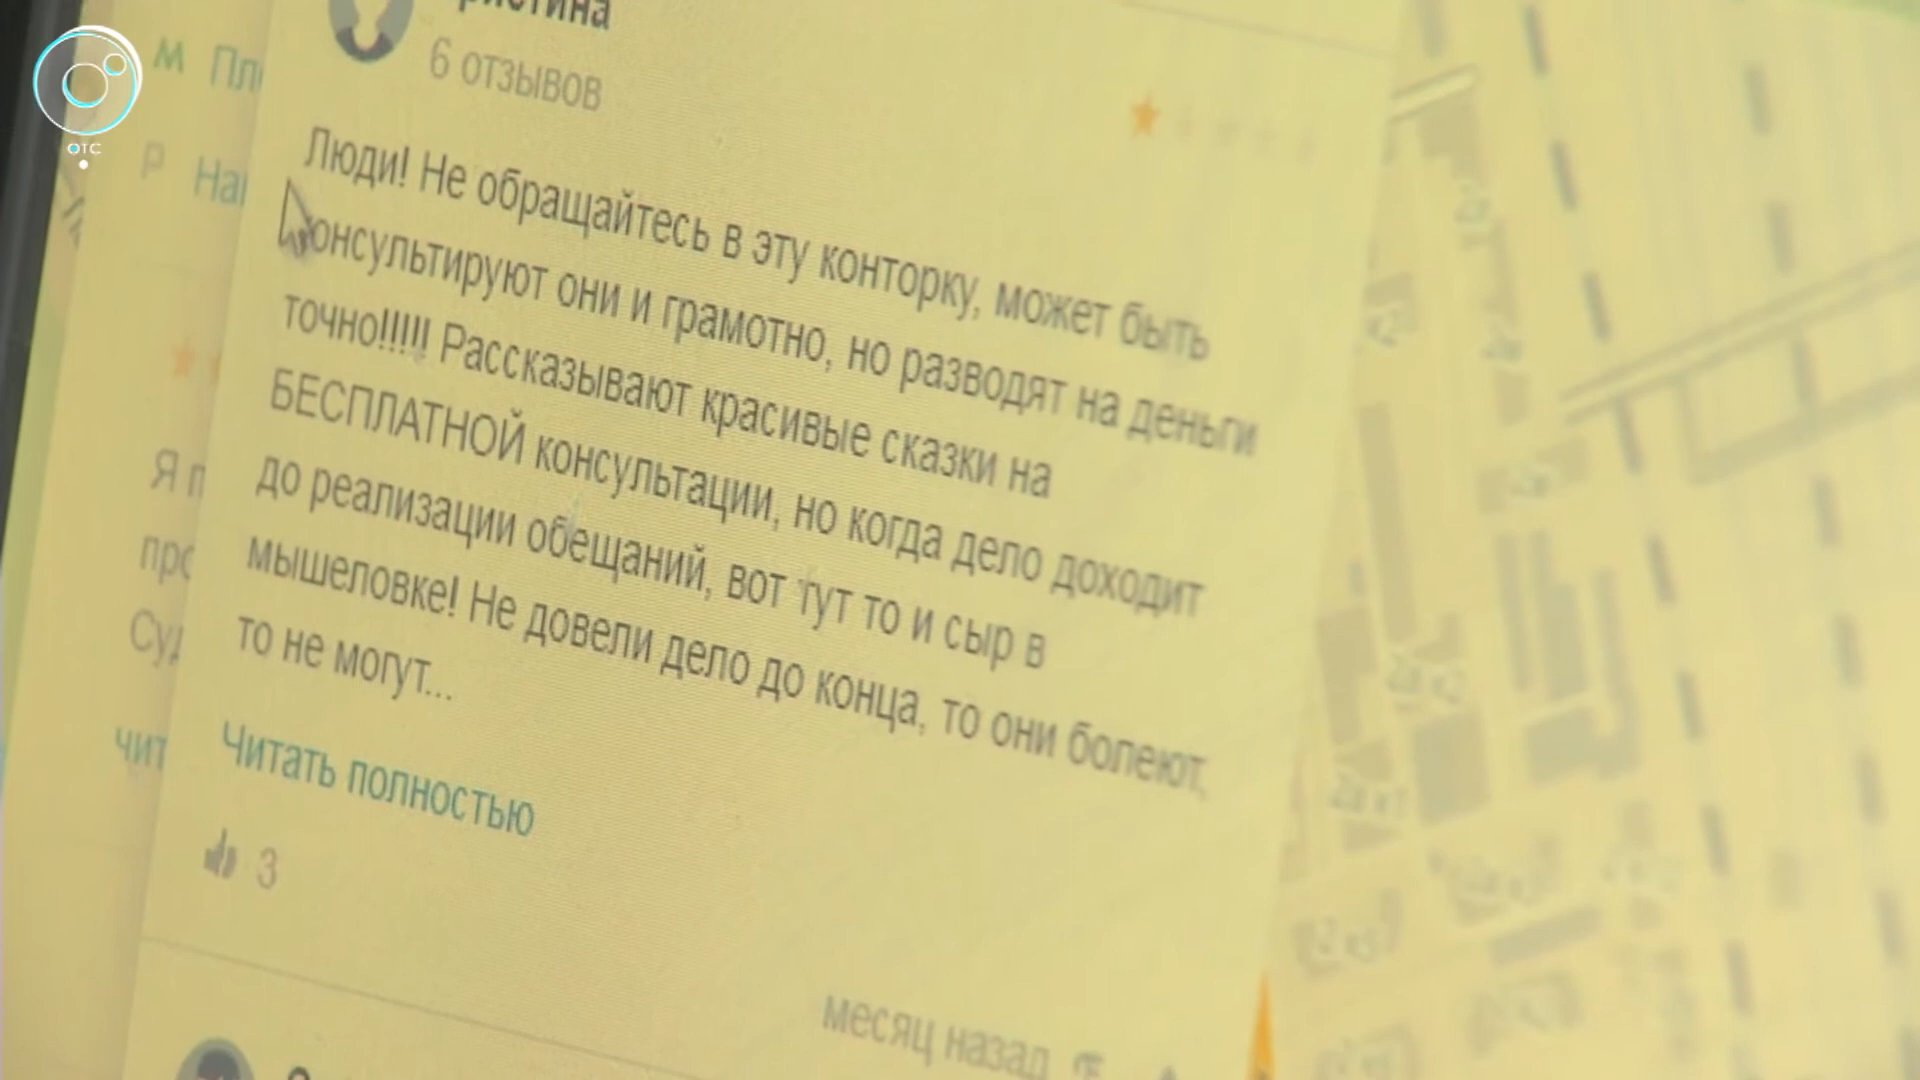 отс
6 отзывов
Люди! Не обращайтесь в эту конторку, может быть
консультируют они и грамотно, но разводят на деньги
точно!!!!! Рассказывают красивые сказки на
БЕСПЛАТНОЙ консультации, но когда дело доходит
до реализации обещаний, вот тут то и сыр в
мышеловке! Не довели дело до конца, то они болеют,
то не могут...
Читать полностью
3
месяц назад